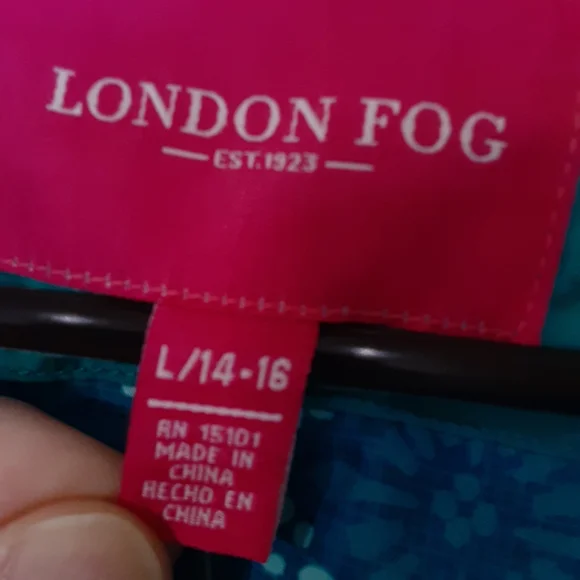 LONDON FOG
EST.1923
L/14-16
RN 15101
MADE IN
CHINA
HECHO EN
CHINA